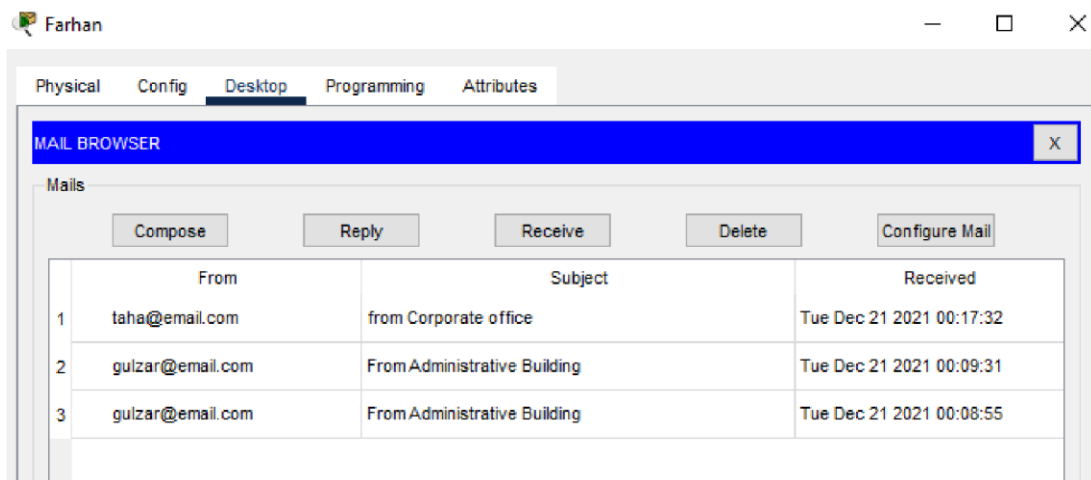 Farhan
Physical Config Desktop Programming Attributes
MAIL BROWSER X
Mails
Compose Reply Receive Delete Configure Mail
From Subject Received
1 taha@email.com from Corporate office Tue Dec 21 2021 00:17:32
2 gulzar@email.com From Administrative Building Tue Dec 21 2021 00:09:31
3 gulzar@email.com From Administrative Building Tue Dec 21 2021 00:08:55